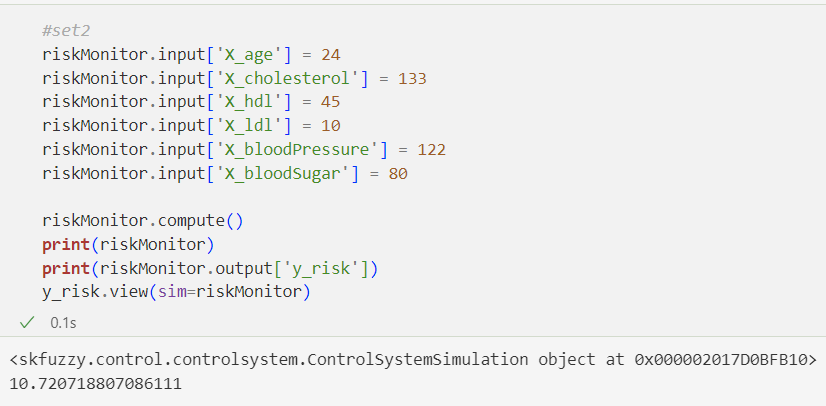 #set2
riskMonitor.input['X_age'] = 24
riskMonitor.input['X_cholesterol'] = 133
riskMonitor.input['X_hdl'] = 45
riskMonitor.input['X_ldl'] = 10
riskMonitor.input['X_bloodPressure'] = 122
riskMonitor.input['X_bloodSugar'] = 80
riskMonitor.compute()
print(riskMonitor)
print(riskMonitor.output['y_risk'])
y_risk.view(sim=riskMonitor)
0.1s
<skfuzzy.control.controlsystem.ControlSystemSimulation object at 0x000002017D0BFB10>
10.720718807086111